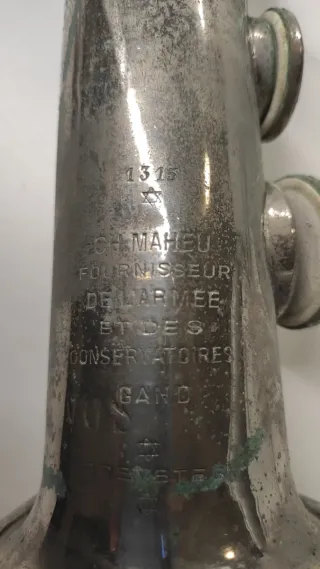 1315
CH. MAHEU
FOURNISSEUR
DE L'ARMEE
ET DES
CONSERVATOIRES
GAND